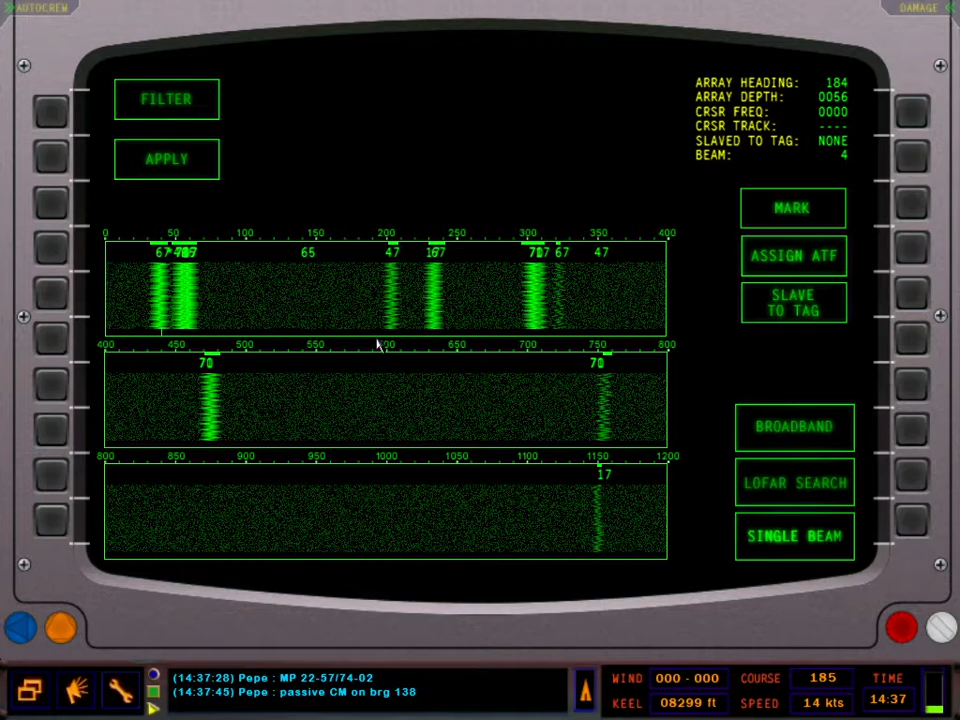 AUTOCREW
DAMAGE
FILTER
APPLY
ARRAY HEADING: 184
ARRAY DEPTH: 0056
CRSR FREQ: 0000
CRSR TRACK: ----
SLAVED TO TAG: NONE
BEAM: 4
MARK
ASSIGN ATF
SLAVE
TO TAG
0 50 100 150 200 250 300 350 400
65 47 67 47
400 450 500 550 600 650 700 750 800
70 70
800 850 900 950 1000 1050 1100 1150 1200
17
BROADBAND
LOFAR SEARCH
SINGLE BEAM
(14:37:28) Pepe : MP 22-57/74-02
(14:37:45) Pepe : passive CM on brg 138
WIND 000 - 000 COURSE 185 TIME
KEEL 08299 ft SPEED 14 kts 14:37